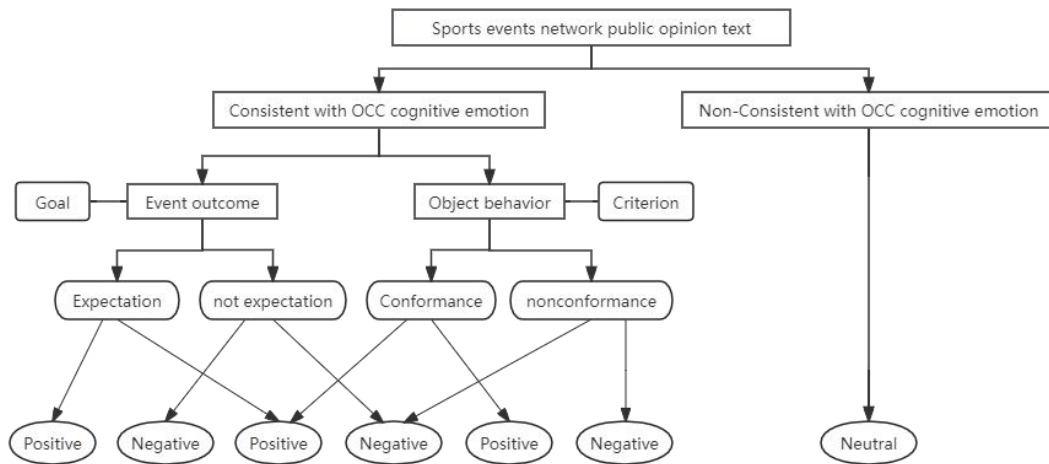 Sports events network public opinion text
Consistent with OCC cognitive emotion
Non-Consistent with OCC cognitive emotion
Goal
Event outcome
Object behavior
Criterion
Expectation
not expectation
Conformance
nonconformance
Positive
Negative
Positive
Negative
Positive
Negative
Neutral